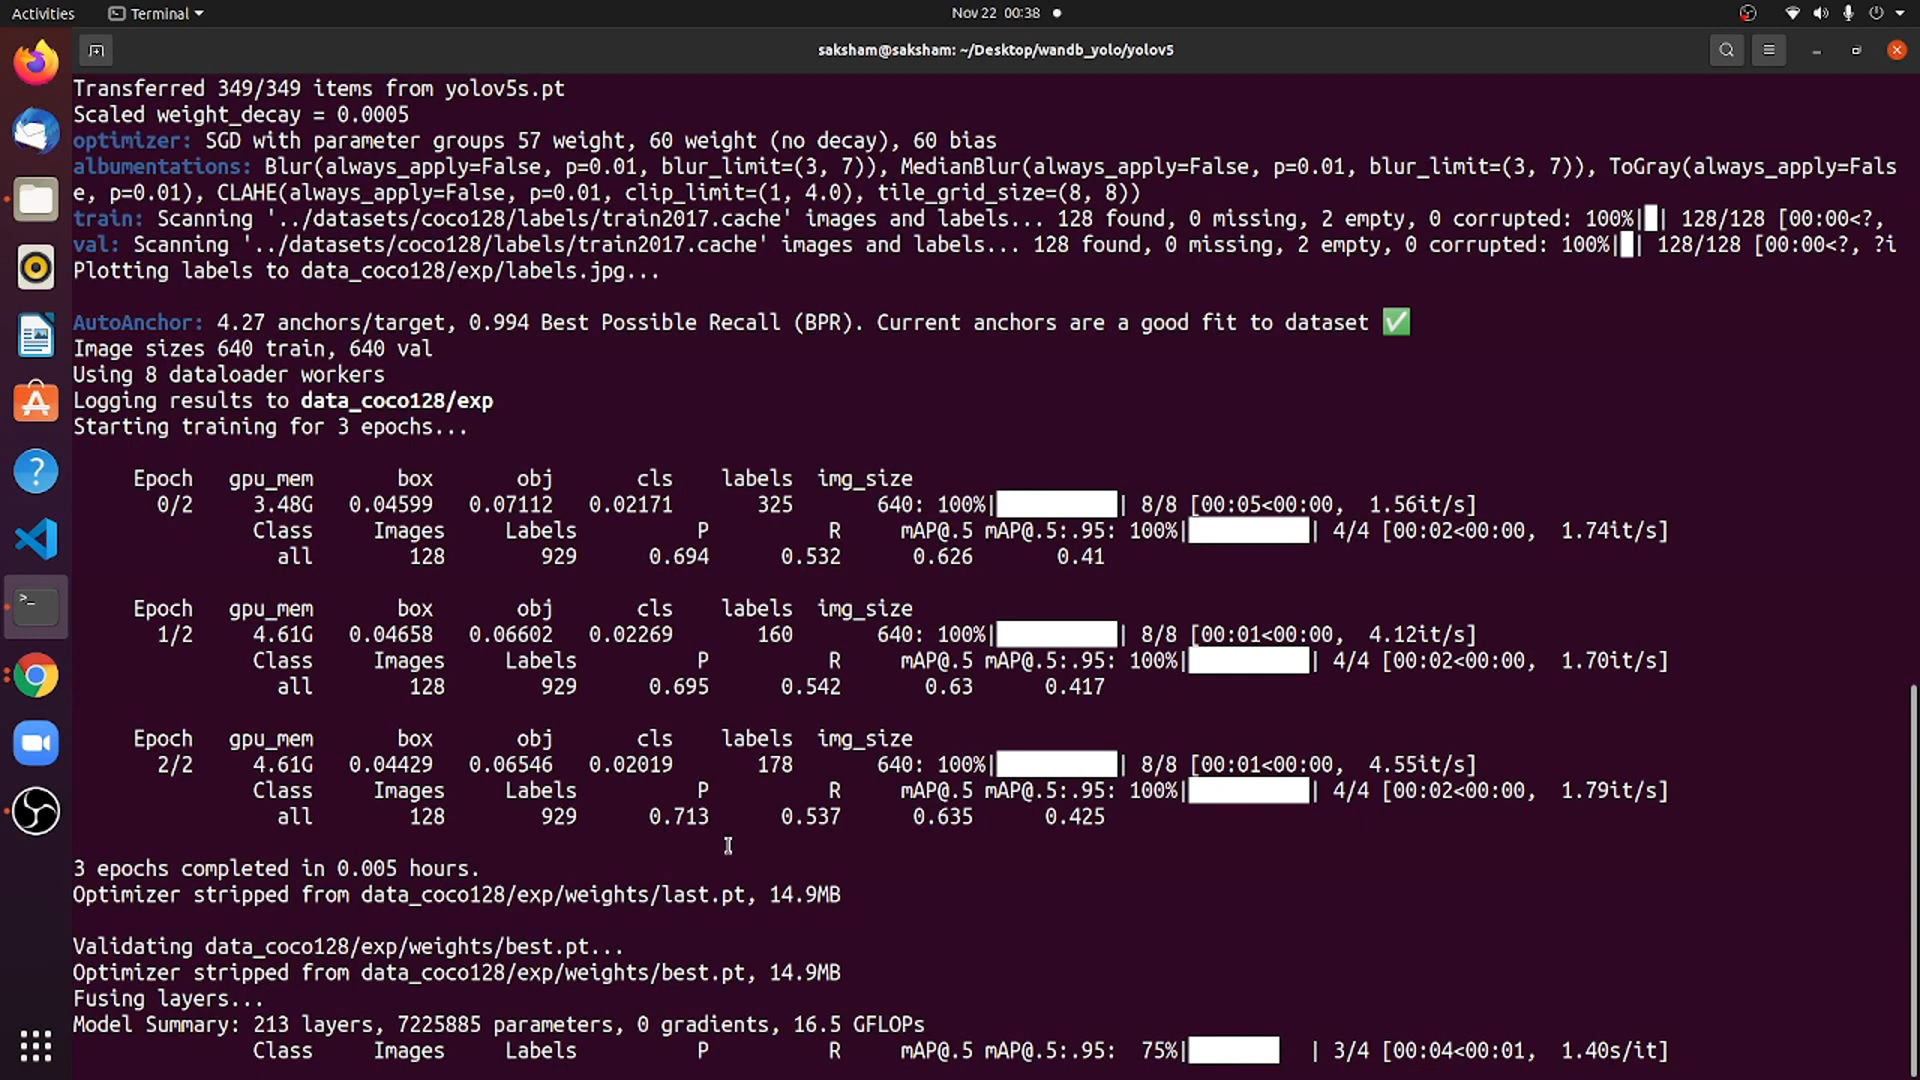 Activities Terminal Nov 22 00:38
saksham@saksham: ~/Desktop/wandb_yolo/yolov5
Transferred 349/349 items from yolov5s.pt
Scaled weight_decay = 0.0005
optimizer: SGD with parameter groups 57 weight, 60 weight (no decay), 60 bias
albumentations: Blur(always_apply=False, p=0.01, blur_limit=(3, 7)), MedianBlur(always_apply=False, p=0.01, blur_limit=(3, 7)), ToGray(always_apply=Fals
e, p=0.01), CLAHE(always_apply=False, p=0.01, clip_limit=(1, 4.0), tile_grid_size=(8, 8))
train: Scanning '../datasets/coco128/labels/train2017.cache' images and labels... 128 found, 0 missing, 2 empty, 0 corrupted: 100%|█| 128/128 [00:00<?,
val: Scanning '../datasets/coco128/labels/train2017.cache' images and labels... 128 found, 0 missing, 2 empty, 0 corrupted: 100%|█| 128/128 [00:00<?, ?i
Plotting labels to data_coco128/exp/labels.jpg...
AutoAnchor: 4.27 anchors/target, 0.994 Best Possible Recall (BPR). Current anchors are a good fit to dataset ✅
Image sizes 640 train, 640 val
Using 8 dataloader workers
Logging results to data_coco128/exp
Starting training for 3 epochs...
Epoch gpu_mem box obj cls labels img_size
0/2 3.48G 0.04599 0.07112 0.02171 325 640: 100%|██████████| 8/8 [00:05<00:00, 1.56it/s]
Class Images Labels P R mAP@.5 mAP@.5:.95: 100%|██████████| 4/4 [00:02<00:00, 1.74it/s]
all 128 929 0.694 0.532 0.626 0.41
Epoch gpu_mem box obj cls labels img_size
1/2 4.61G 0.04658 0.06602 0.02269 160 640: 100%|██████████| 8/8 [00:01<00:00, 4.12it/s]
Class Images Labels P R mAP@.5 mAP@.5:.95: 100%|██████████| 4/4 [00:02<00:00, 1.70it/s]
all 128 929 0.695 0.542 0.63 0.417
Epoch gpu_mem box obj cls labels img_size
2/2 4.61G 0.04429 0.06546 0.02019 178 640: 100%|██████████| 8/8 [00:01<00:00, 4.55it/s]
Class Images Labels P R mAP@.5 mAP@.5:.95: 100%|██████████| 4/4 [00:02<00:00, 1.79it/s]
all 128 929 0.713 0.537 0.635 0.425
3 epochs completed in 0.005 hours.
Optimizer stripped from data_coco128/exp/weights/last.pt, 14.9MB
Validating data_coco128/exp/weights/best.pt...
Optimizer stripped from data_coco128/exp/weights/best.pt, 14.9MB
Fusing layers...
Model Summary: 213 layers, 7225885 parameters, 0 gradients, 16.5 GFLOPs
Class Images Labels P R mAP@.5 mAP@.5:.95: 75%|███████▌ | 3/4 [00:04<00:01, 1.40s/it]